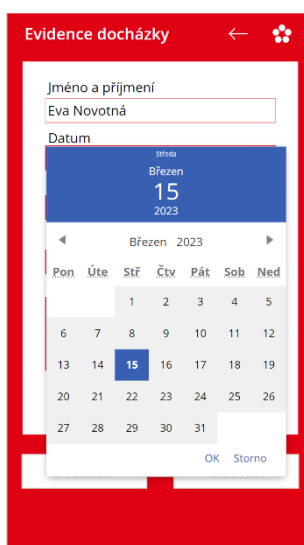 Evidence docházky
Jméno a příjmení
Eva Novotná
Datum
Středa
Březen
15
2023
Březen 2023
Pon Úte Stř Čtv Pát Sob Ned
1 2 3 4 5
6 7 8 9 10 11 12
13 14 15 16 17 18 19
20 21 22 23 24 25 26
27 28 29 30 31
OK Storno